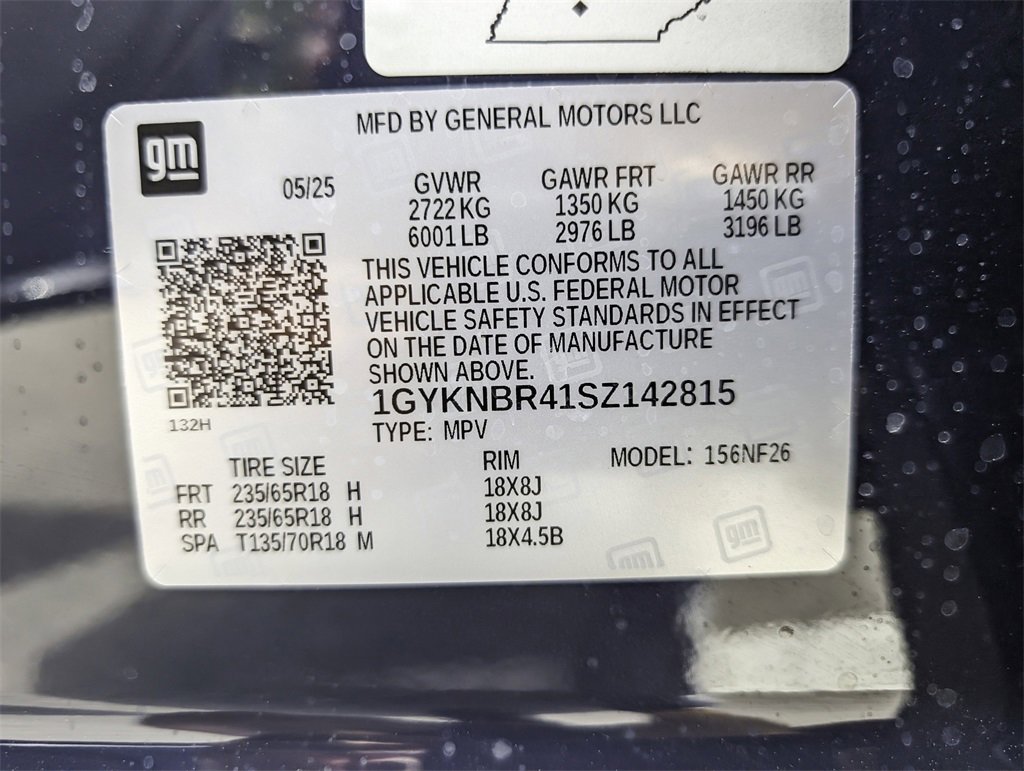 gm
MFD BY GENERAL MOTORS LLC
05/25
GVWR GAWR FRT GAWR RR
2722 KG 1350 KG 1450 KG
6001 LB 2976 LB 3196 LB
THIS VEHICLE CONFORMS TO ALL
APPLICABLE U.S. FEDERAL MOTOR
VEHICLE SAFETY STANDARDS IN EFFECT
ON THE DATE OF MANUFACTURE
SHOWN ABOVE.
1GYKNBR41SZ142815
132H
TYPE: MPV
TIRE SIZE RIM MODEL: 156NF26
FRT 235/65R18 H 18X8J
RR 235/65R18 H 18X8J
SPA T135/70R18 M 18X4.5B
gm
gm